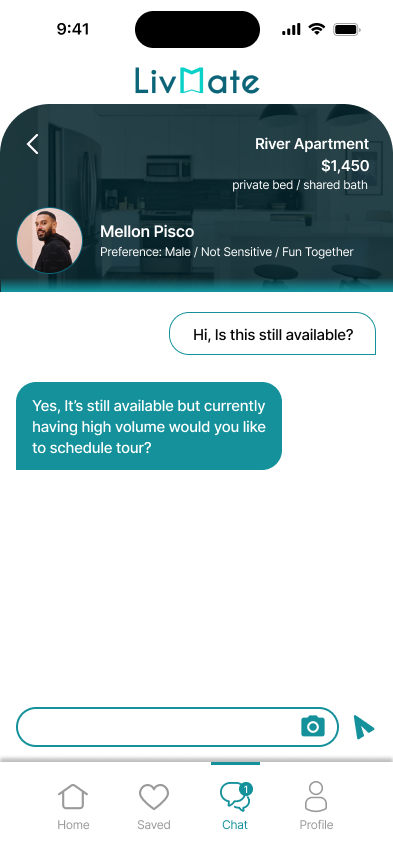 9:41
LivMate
River Apartment
$1,450
private bed / shared bath
Mellon Pisco
Preference: Male / Not Sensitive / Fun Together
Hi, Is this still available?
Yes, It’s still available but currently
having high volume would you like
to schedule tour?
1
Home
Saved
Chat
Profile